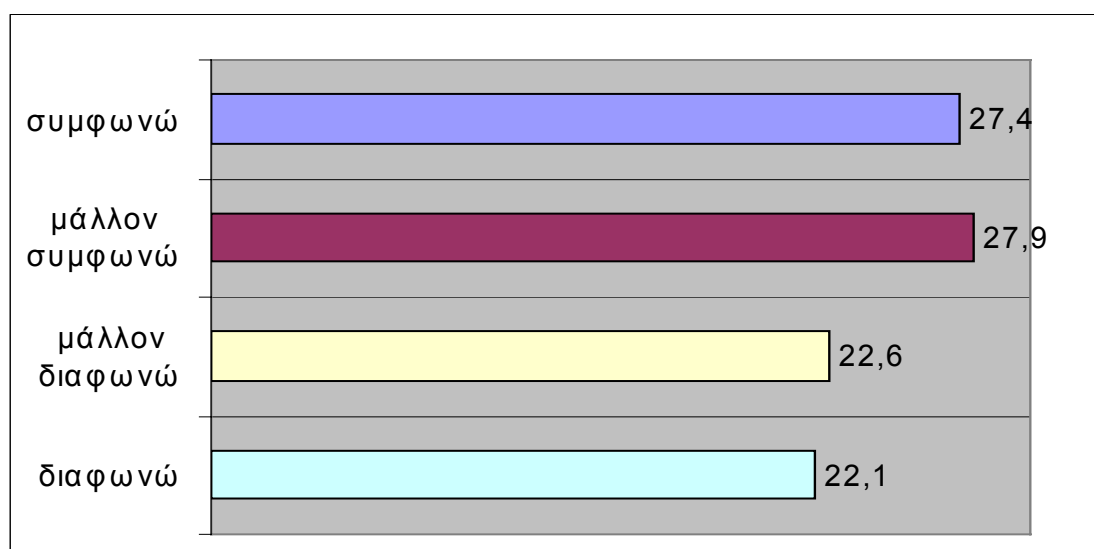 συμφωνώ
27,4
μάλλον
συμφωνώ
27,9
μάλλον
διαφωνώ
22,6
διαφωνώ
22,1